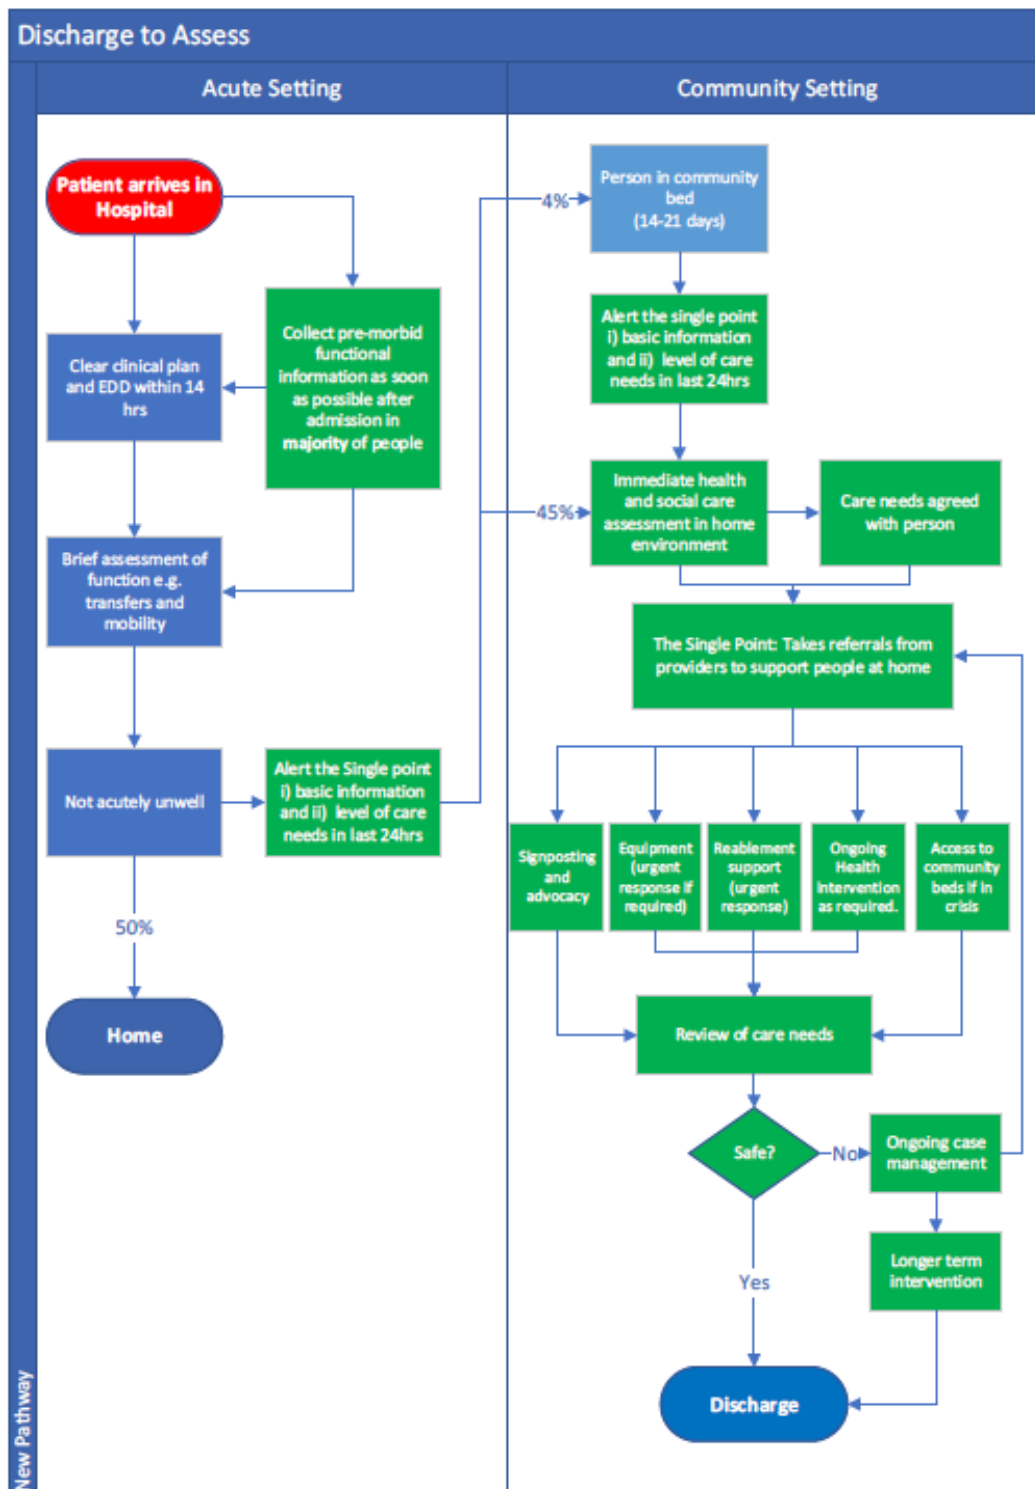 Discharge to Assess
Acute Setting
Community Setting
New Pathway
Patient arrives in
Hospital
Collect pre-morbid
functional
information as soon
as possible after
admission in
majority of people
Clear clinical plan
and EDD within 14
hrs
Brief assessment of
function e.g.
transfers and
mobility
Not acutely unwell
Alert the Single point
i) basic information
and ii) level of care
needs in last 24hrs
50%
Home
4%
Person in community
bed
(14-21 days)
Alert the single point
i) basic information
and ii) level of care
needs in last 24hrs
45%
Immediate health
and social care
assessment in home
environment
Care needs agreed
with person
The Single Point: Takes referrals from
providers to support people at home
Signposting
and
advocacy
Equipment
(urgent
response if
required)
Reablement
support
(urgent
response)
Ongoing
Health
Intervention
as required.
Access to
community
beds if in
crisis
Review of care needs
Safe?
No
Ongoing case
management
Longer term
intervention
Yes
Discharge